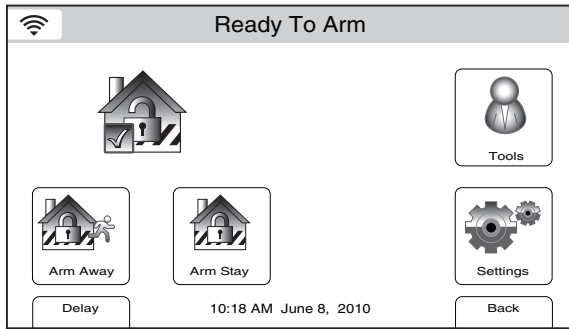 Ready To Arm
Tools
Arm Away
Arm Stay
Settings
Delay
10:18 AM June 8, 2010
Back